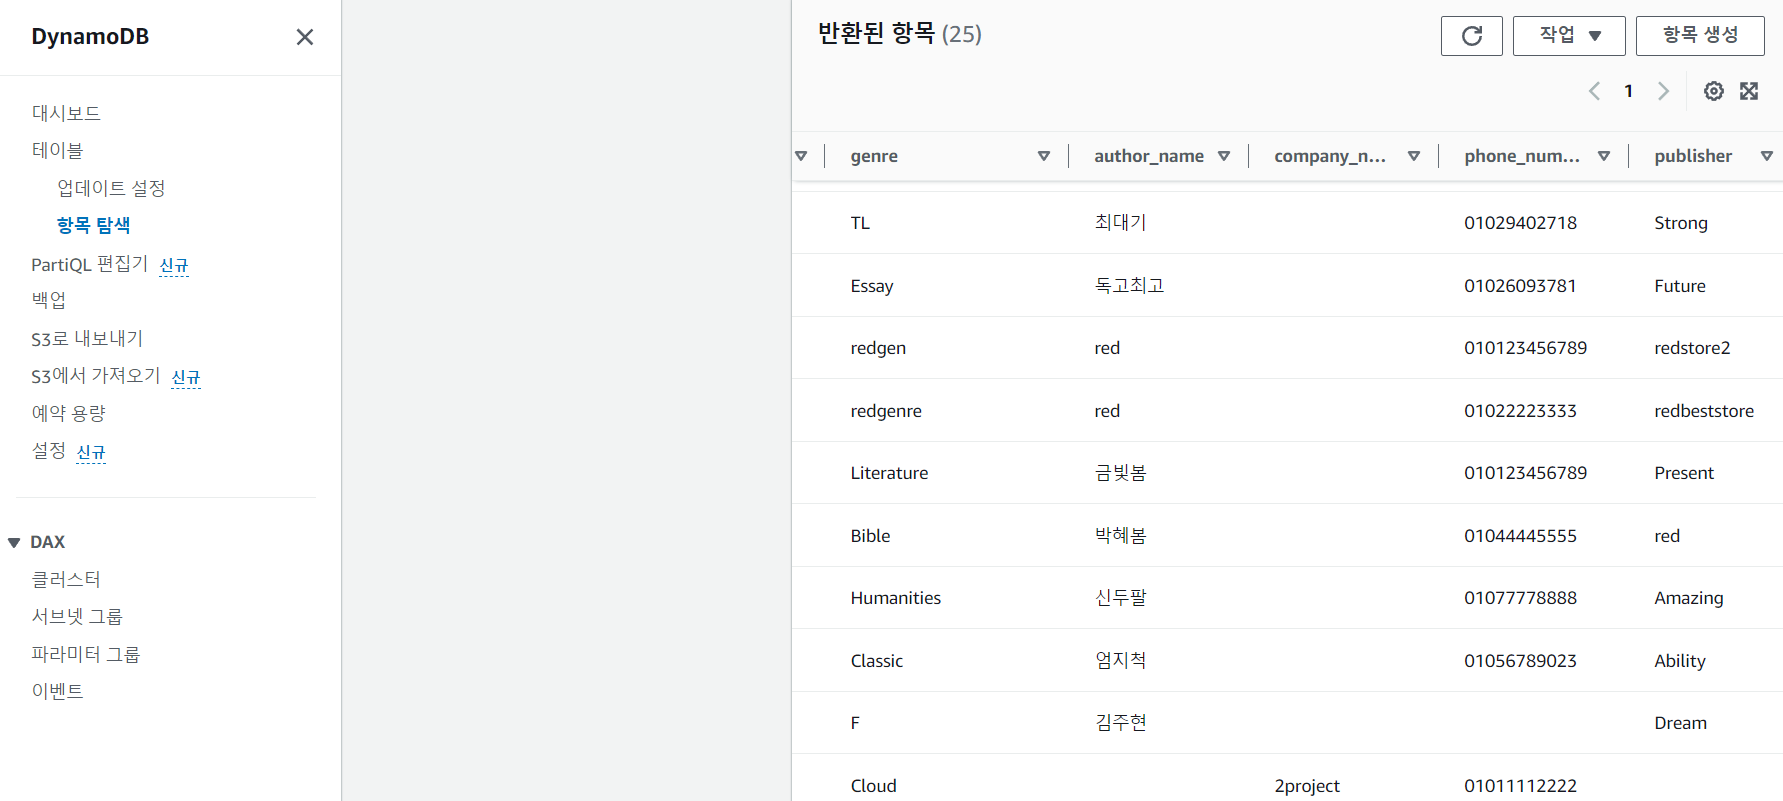 DynamoDB
대시보드
테이블
업데이트 설정
항목 탐색
PartiQL 편집기 신규
백업
S3로 내보내기
S3에서 가져오기 신규
예약 용량
설정 신규
DAX
클러스터
서브넷 그룹
파라미터 그룹
이벤트
반환된 항목 (25)
작업
항목 생성
1
genre author_name company_n... phone_num... publisher
TL 최대기 01029402718 Strong
Essay 독고최고 01026093781 Future
redgen red 010123456789 redstore2
redgenre red 01022223333 redbeststore
Literature 금빛봄 010123456789 Present
Bible 박혜봄 01044445555 red
Humanities 신두팔 01077778888 Amazing
Classic 엄지척 01056789023 Ability
F 김주현 Dream
Cloud 2project 01011112222